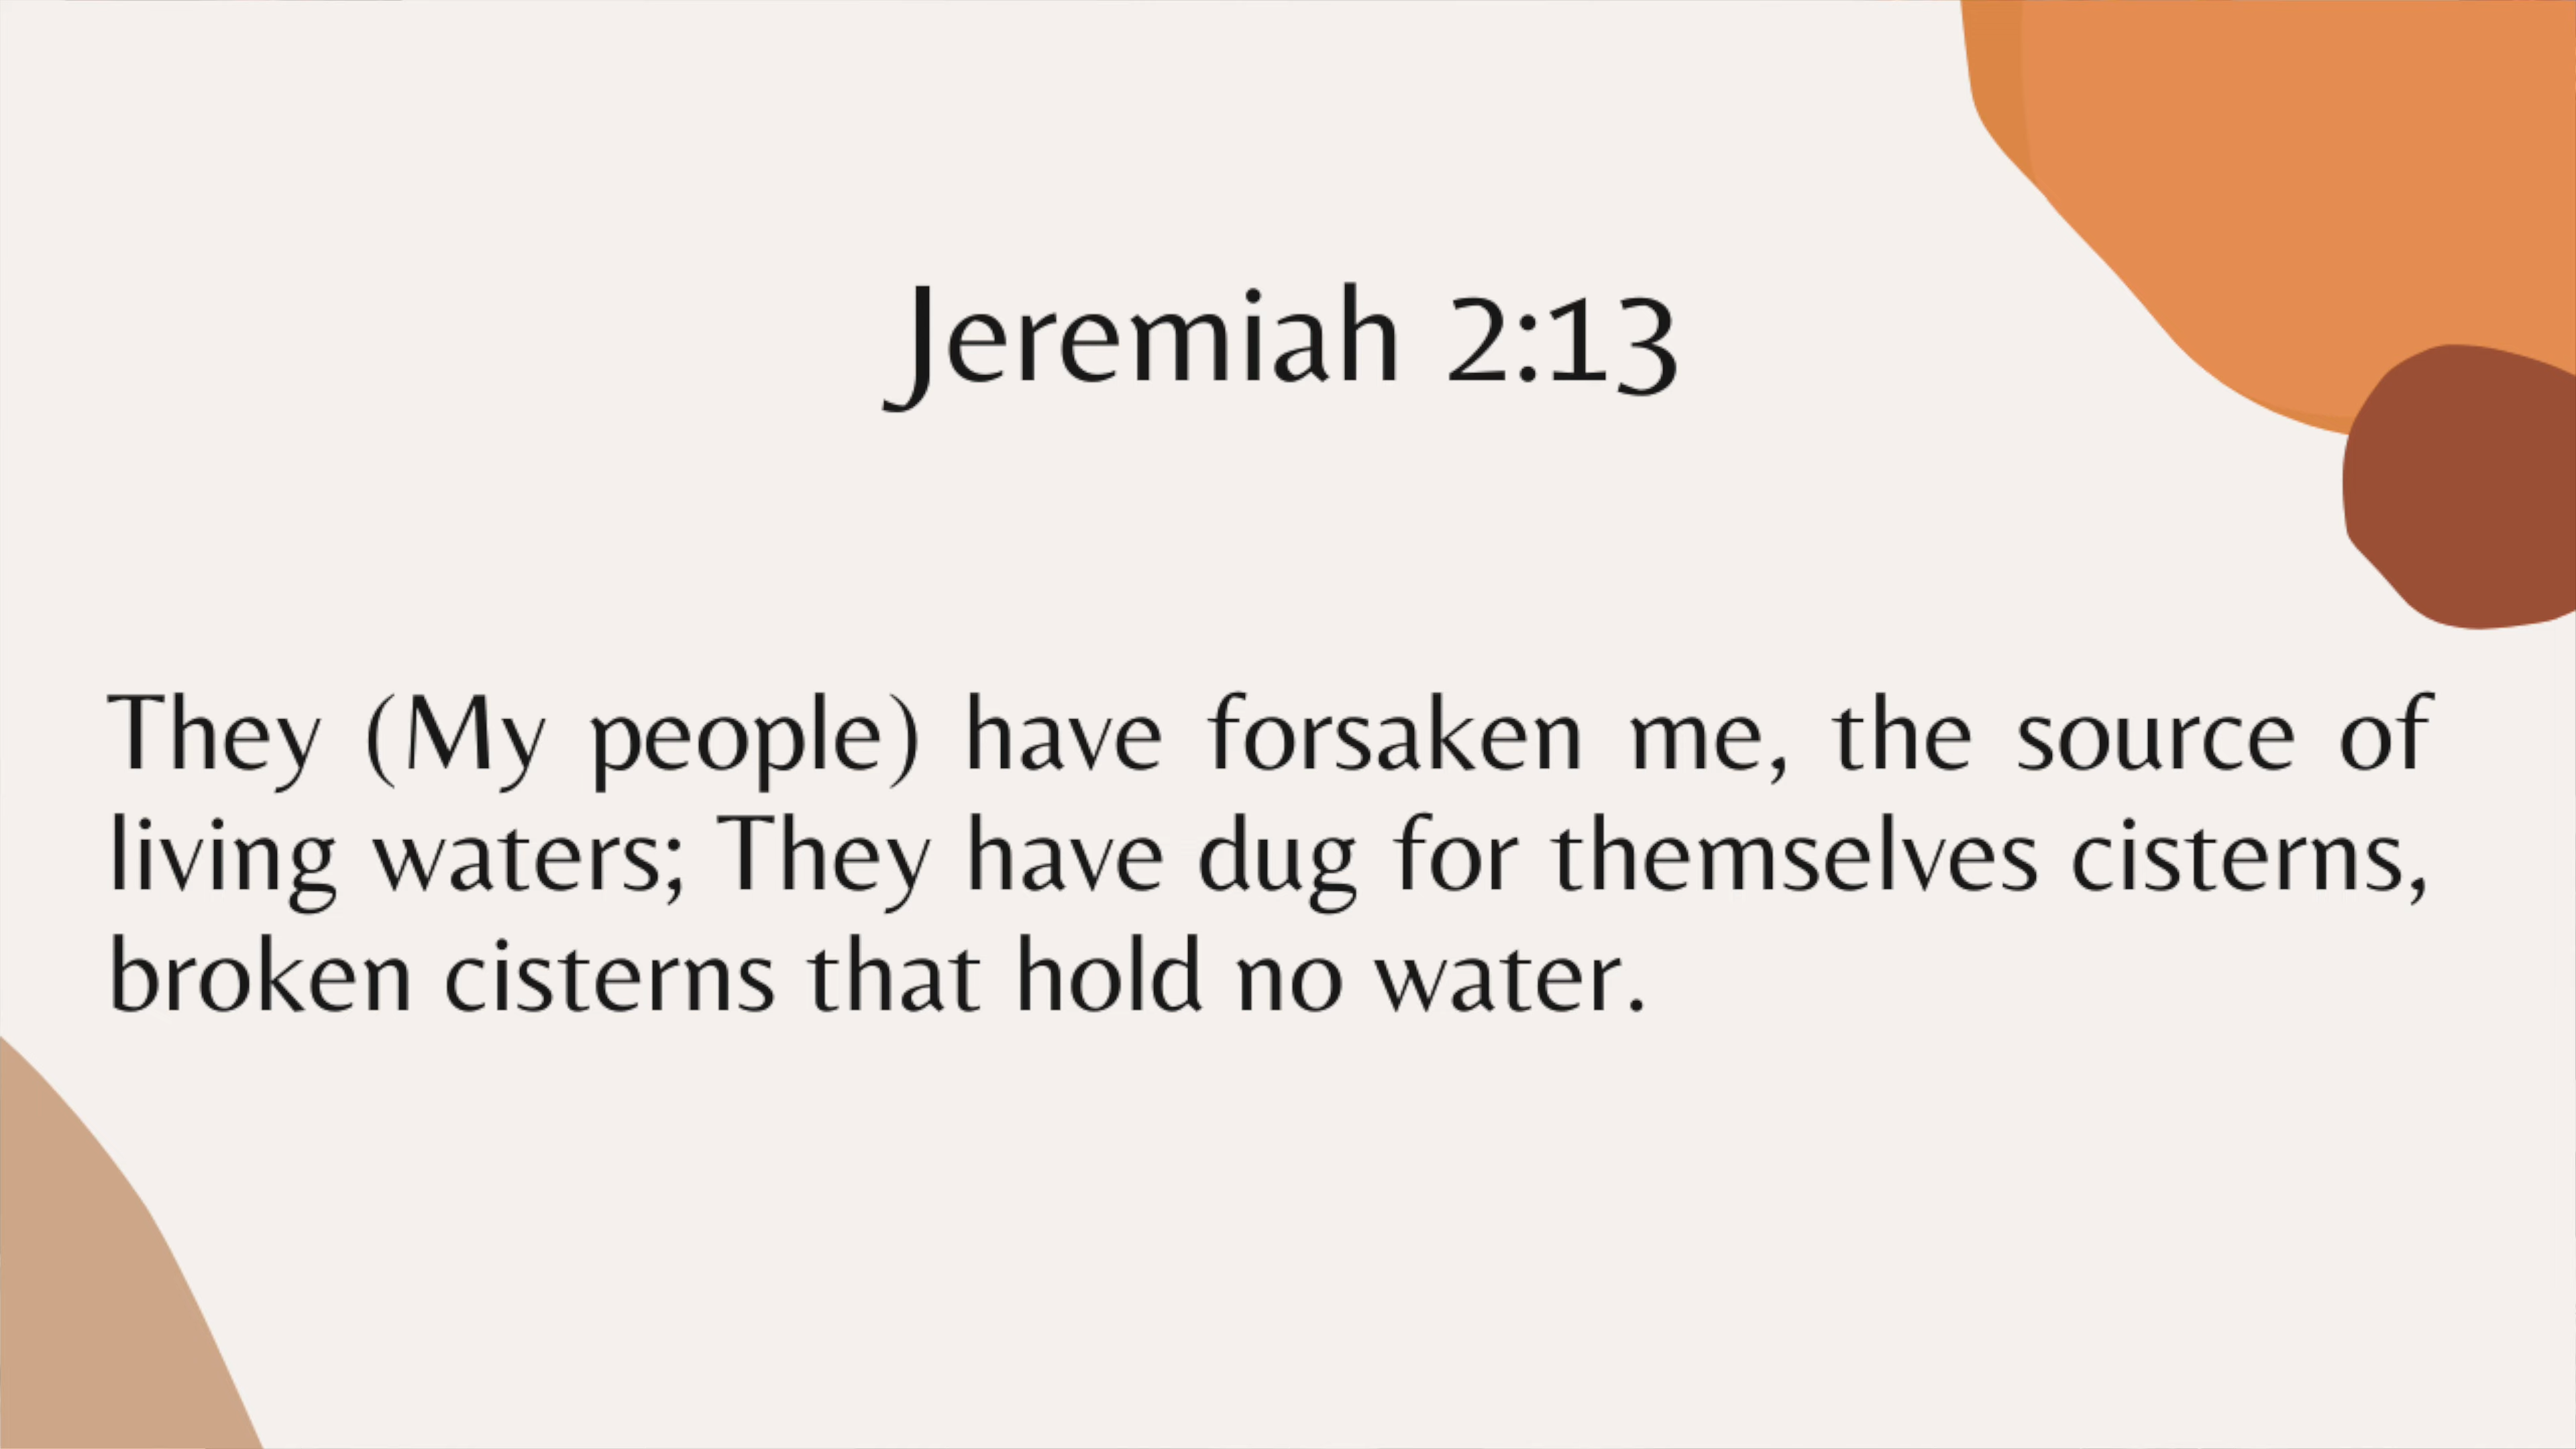 Jeremiah 2:13
They (My people) have forsaken me, the source of
living waters; They have dug for themselves cisterns,
broken cisterns that hold no water.